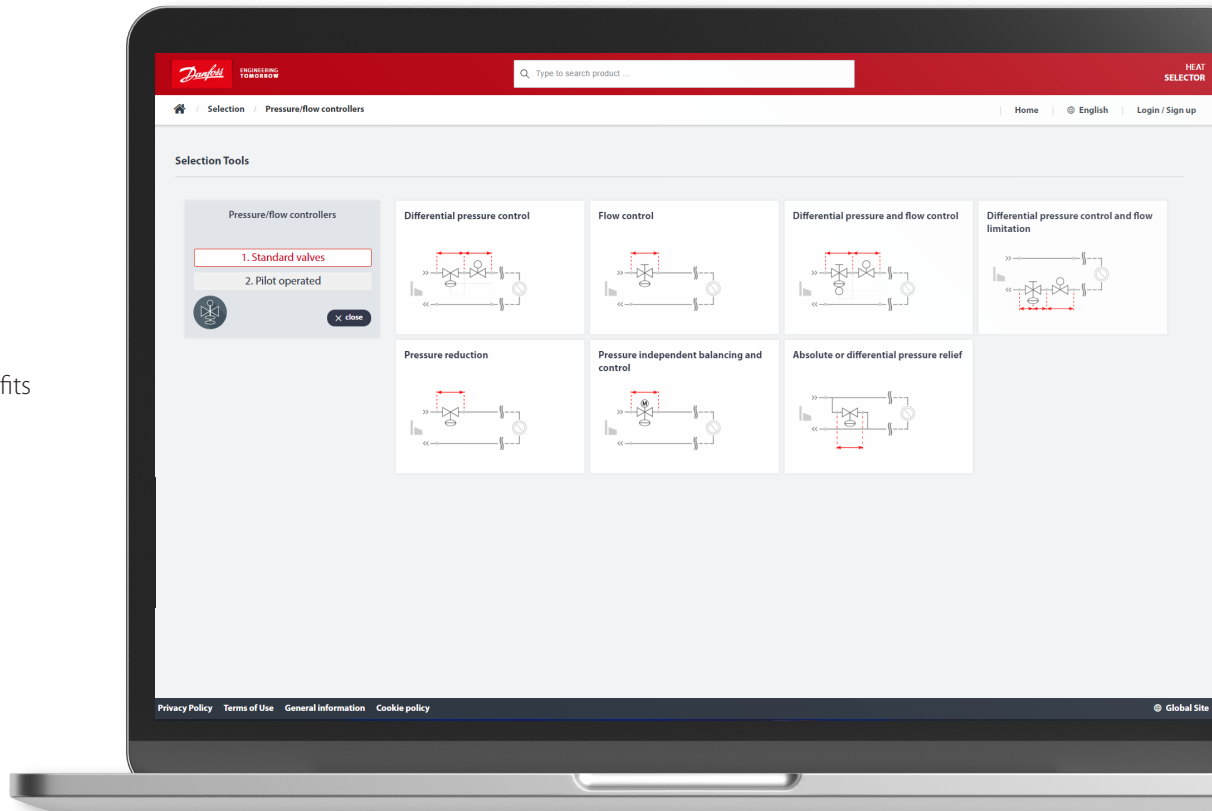 Danfoss
ENGINEERING
TOMORROW
Type to search product ...
HEAT
SELECTOR
/ Selection / Pressure/flow controllers
Home | English | Login / Sign up
Selection Tools
Pressure/flow controllers
1. Standard valves
2. Pilot operated
× close
Differential pressure control
Flow control
Differential pressure and flow control
Differential pressure control and flow
limitation
Pressure reduction
Pressure independent balancing and
control
M
Absolute or differential pressure relief
fits
Privacy Policy Terms of Use General information Cookie policy
Global Site